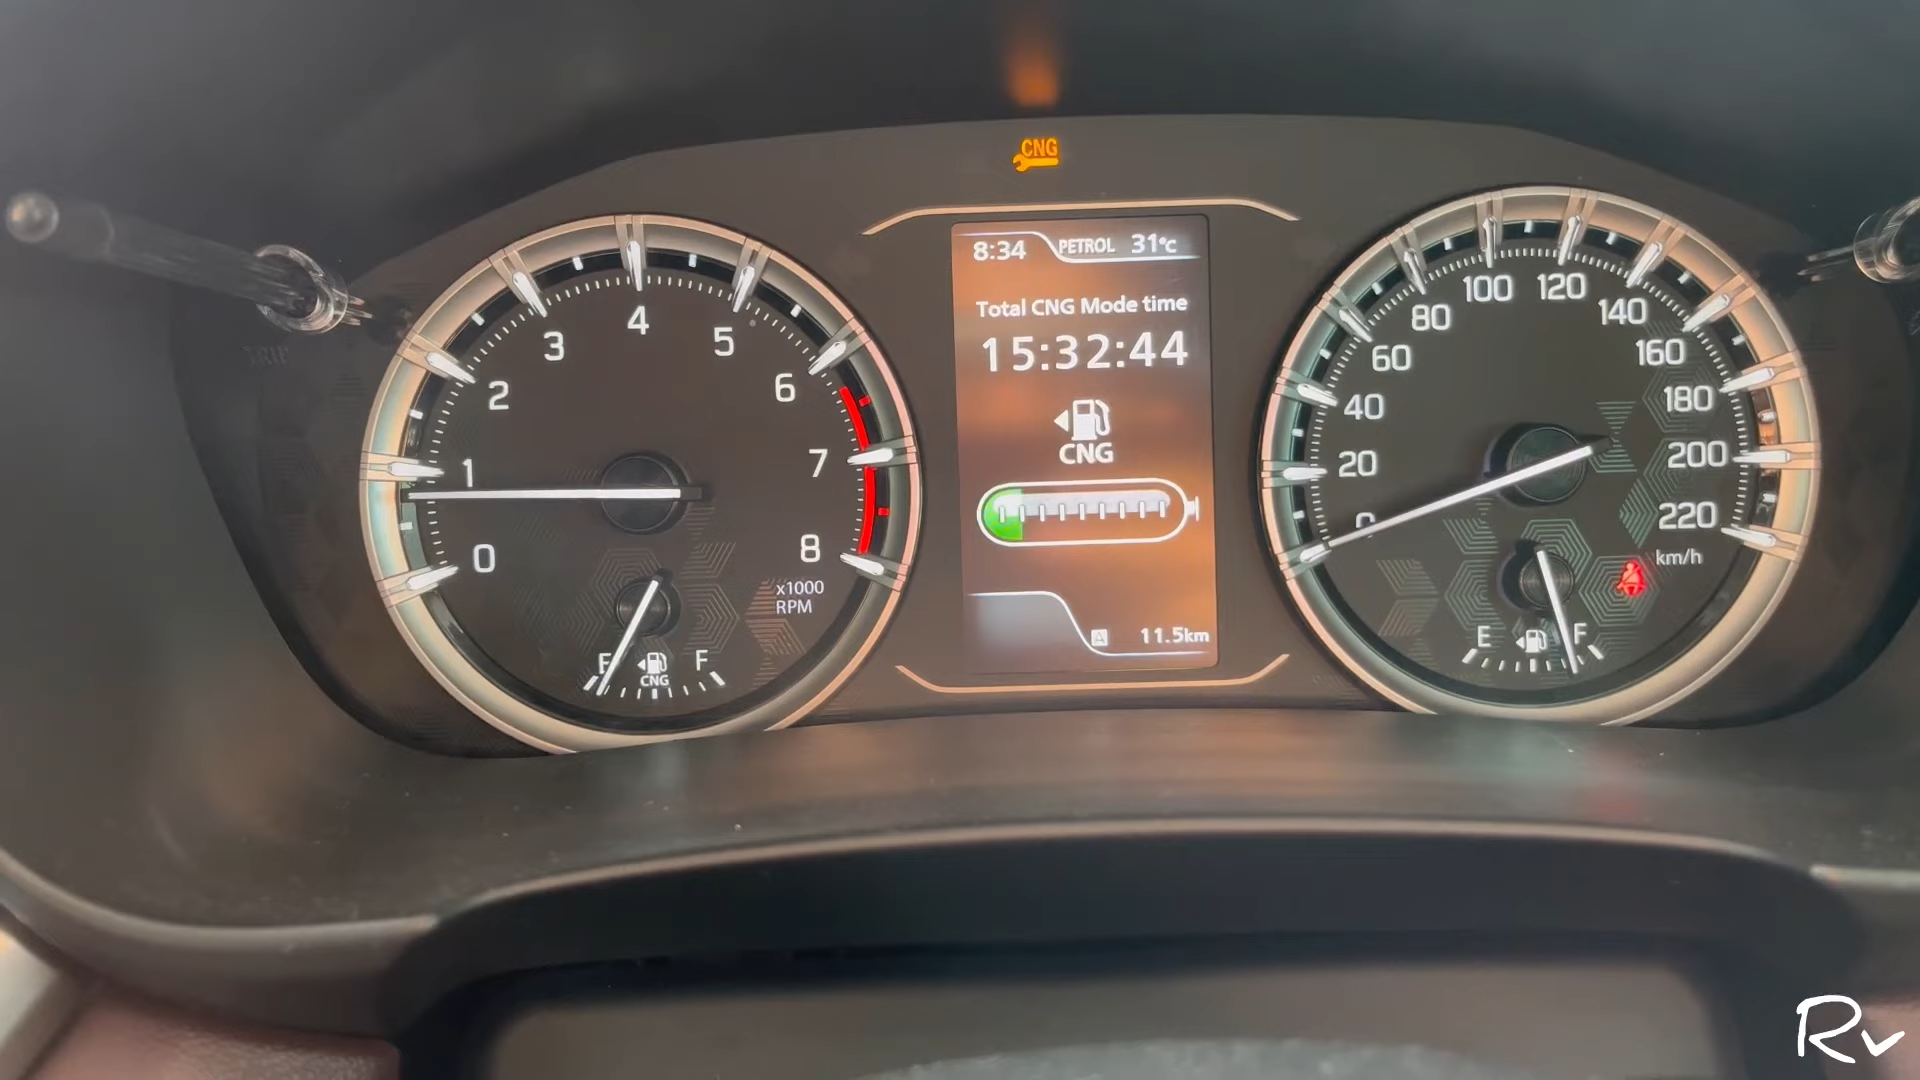 CNG
8:34 PETROL 31°C
Total CNG Mode time
15:32:44
CNG
A 11.5km
0
1
2
3
4
5
6
7
8
x1000
RPM
F
CNG
0
20
40
60
80
100
120
140
160
180
200
220
km/h
E F
Rv